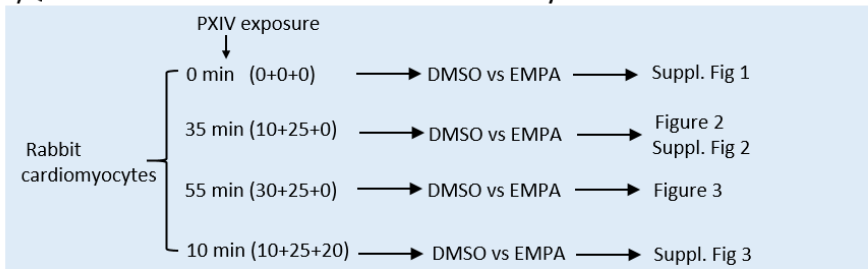 PXIV exposure
0 min (0+0+0) DMSO vs EMPA Suppl. Fig 1
35 min (10+25+0) DMSO vs EMPA Figure 2
Suppl. Fig 2
Rabbit
cardiomyocytes
55 min (30+25+0) DMSO vs EMPA Figure 3
10 min (10+25+20) DMSO vs EMPA Suppl. Fig 3